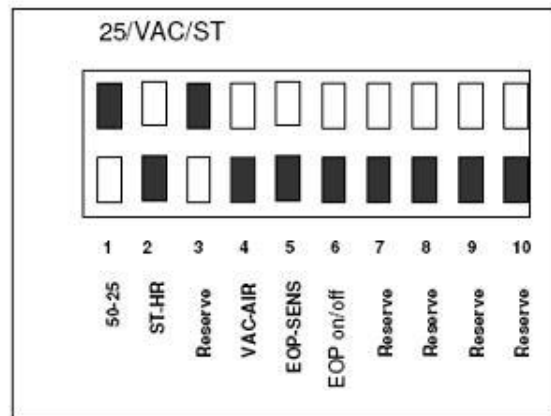 25/VAC/ST
1 2 3 4 5 6 7 8 9 10
50-25
ST-HR
Reserve
VAC-AIR
EOP-SENS
EOP on/off
Reserve
Reserve
Reserve
Reserve